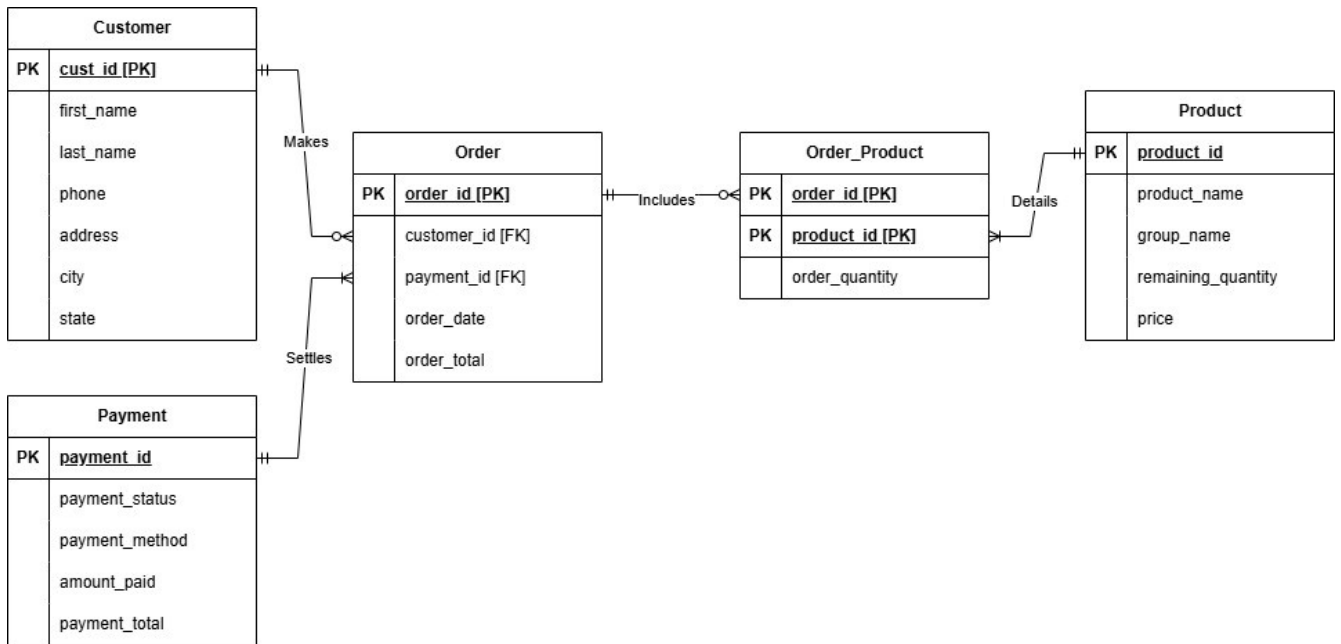 Customer
PK cust_id [PK]
first_name
last_name
phone
address
city
state
Makes
Order
PK order_id [PK]
customer_id [FK]
payment_id [FK]
order_date
order_total
Includes
Order_Product
PK order_id [PK]
PK product_id [PK]
order_quantity
Details
Product
PK product_id
product_name
group_name
remaining_quantity
price
Settles
Payment
PK payment_id
payment_status
payment_method
amount_paid
payment_total